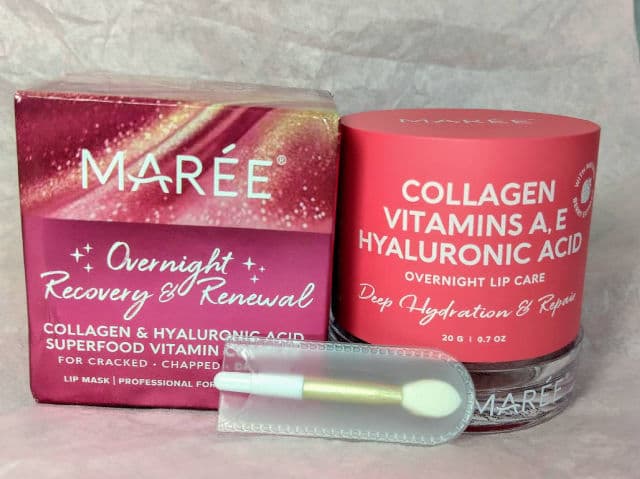 MARÉE®
Overnight
Recovery & Renewal
COLLAGEN & HYALURONIC ACID
SUPERFOOD VITAMIN
FOR CRACKED · CHAPPED
LIP MASK | PROFESSIONAL FOR
MARÉE
COLLAGEN
VITAMINS A, E
HYALURONIC ACID
OVERNIGHT LIP CARE
Deep Hydration & Repair
20 G | 0.7 OZ
WITH
MARÉE